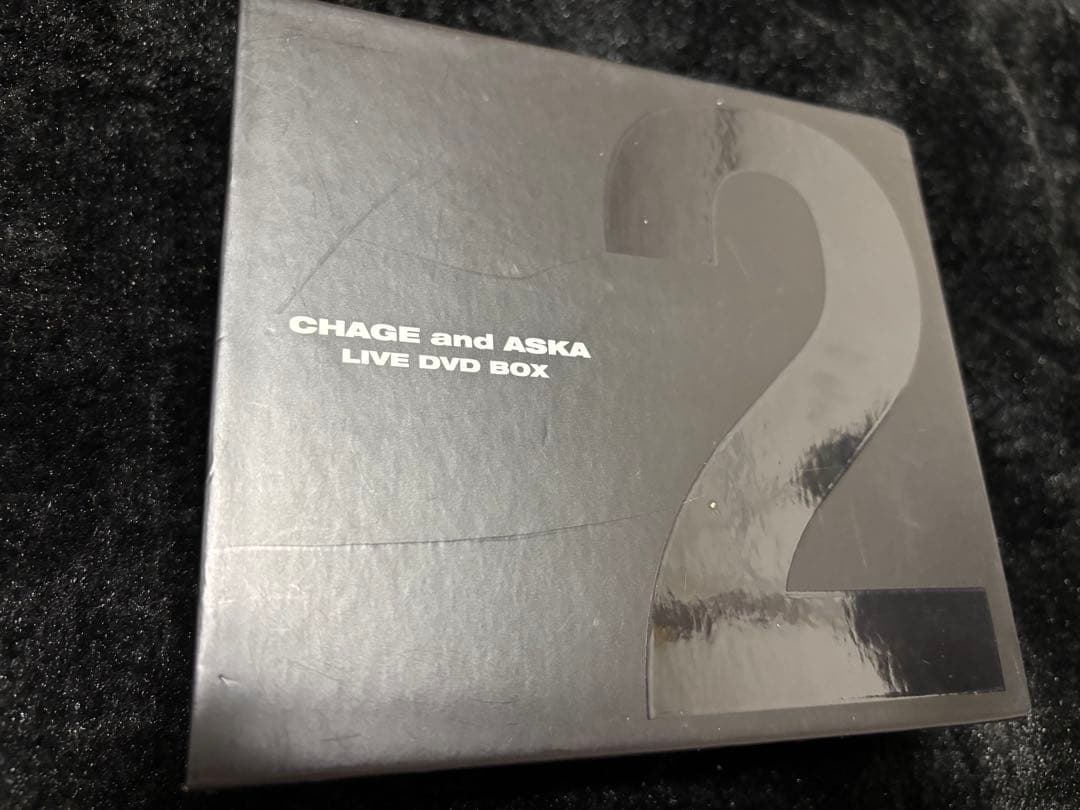 CHAGE and ASKA
LIVE DVD BOX
2